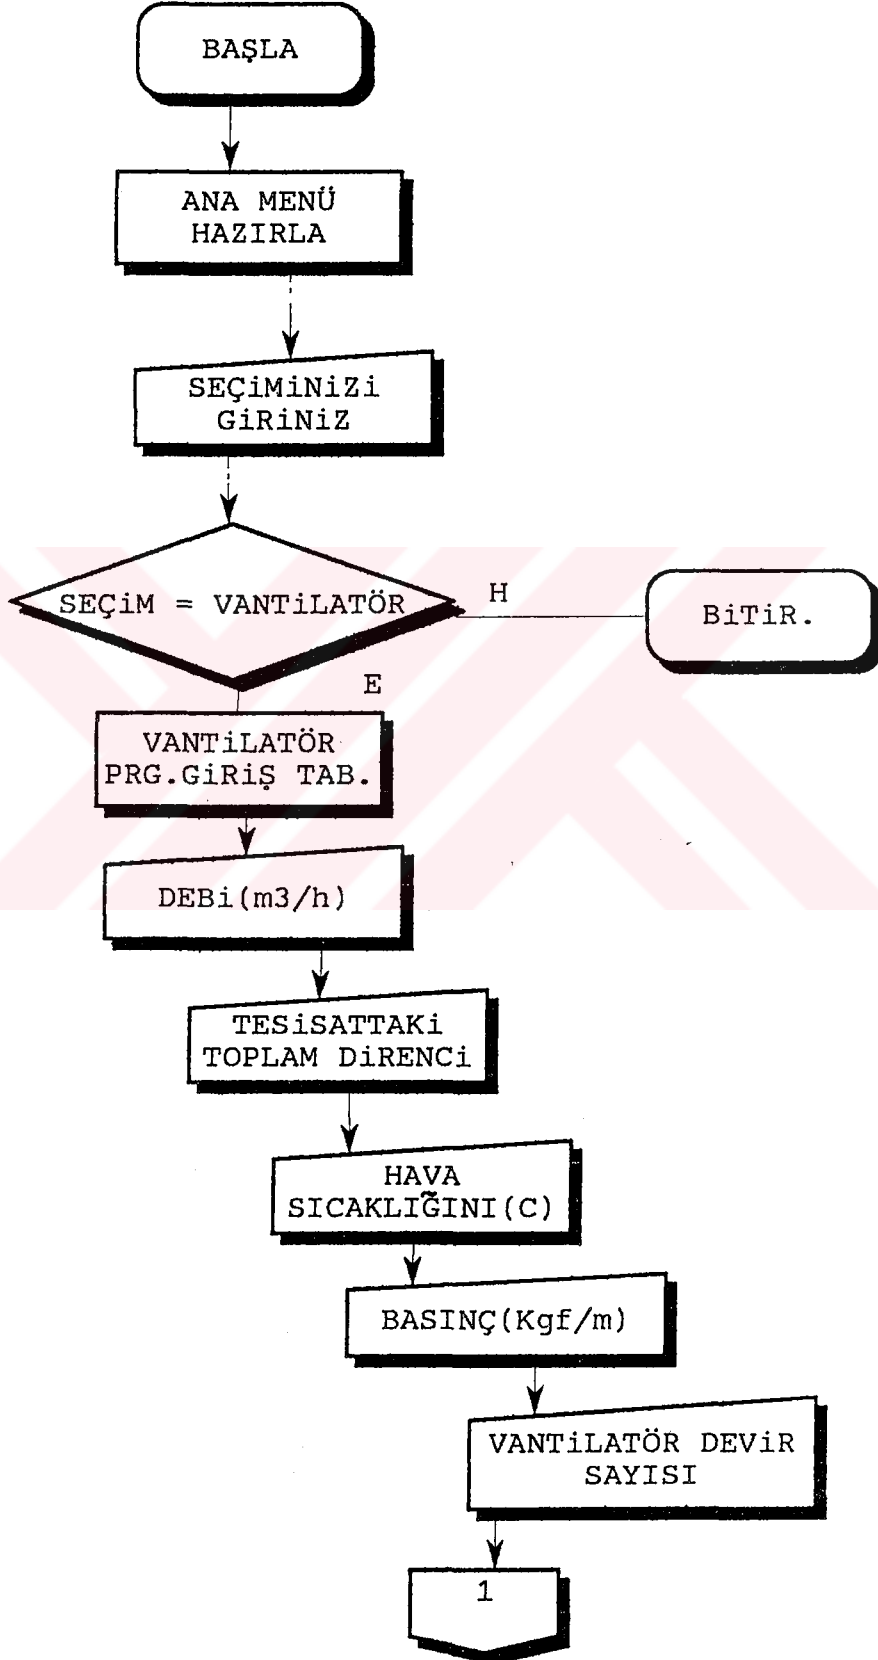 BAŞLA
ANA MENÜ
HAZIRLA
SEÇiMiNiZi
GiRiNiZ
SEÇiM = VANTiLATÖR
H
BiTiR.
E
VANTiLATÖR
PRG.GiRiŞ TAB.
DEBi(m3/h)
TESiSATTAKi
TOPLAM DiRENCi
HAVA
SICAKLIĞINI(C)
BASINÇ(Kgf/m)
VANTiLATÖR DEViR
SAYISI
1